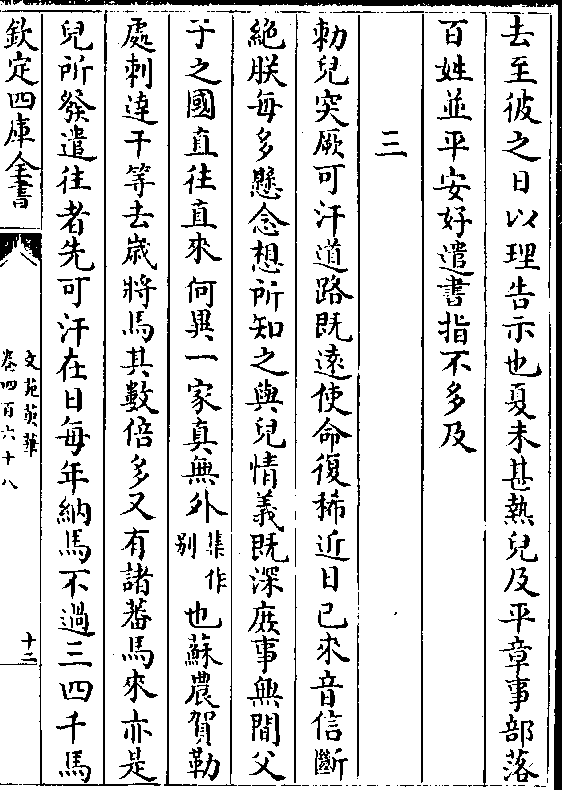 去至彼之日以理告示也夏末甚熱兒及平章事部落
百姓並平安好遣書指不多及
三
勅兒突厥可汗道路既逺使命復稀近日已來音信斷
絶朕每多懸念想所知之與兒情義既深庻事無間父
子之國直往直來何異一家真無外集作别也蘇農賀勒
處刺達干等去歳將馬其數倍多又有諸蕃馬來亦是
兒所發遣往者先可汗在日每年納馬不過三四千馬
欽定四庫全書
文苑英華
卷四百六十八
十二